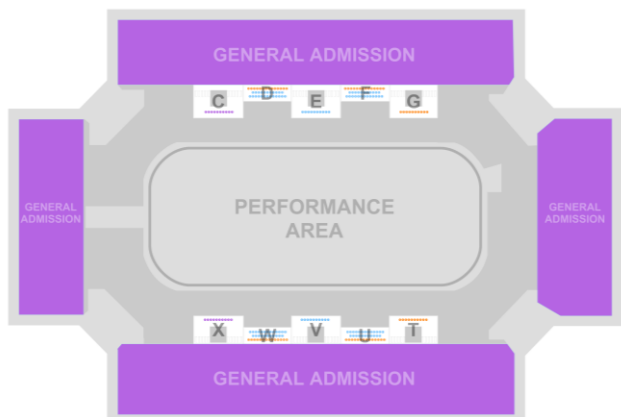 GENERAL ADMISSION
C D E F G
GENERAL
ADMISSION
PERFORMANCE
AREA
GENERAL
ADMISSION
X W V U T
GENERAL ADMISSION